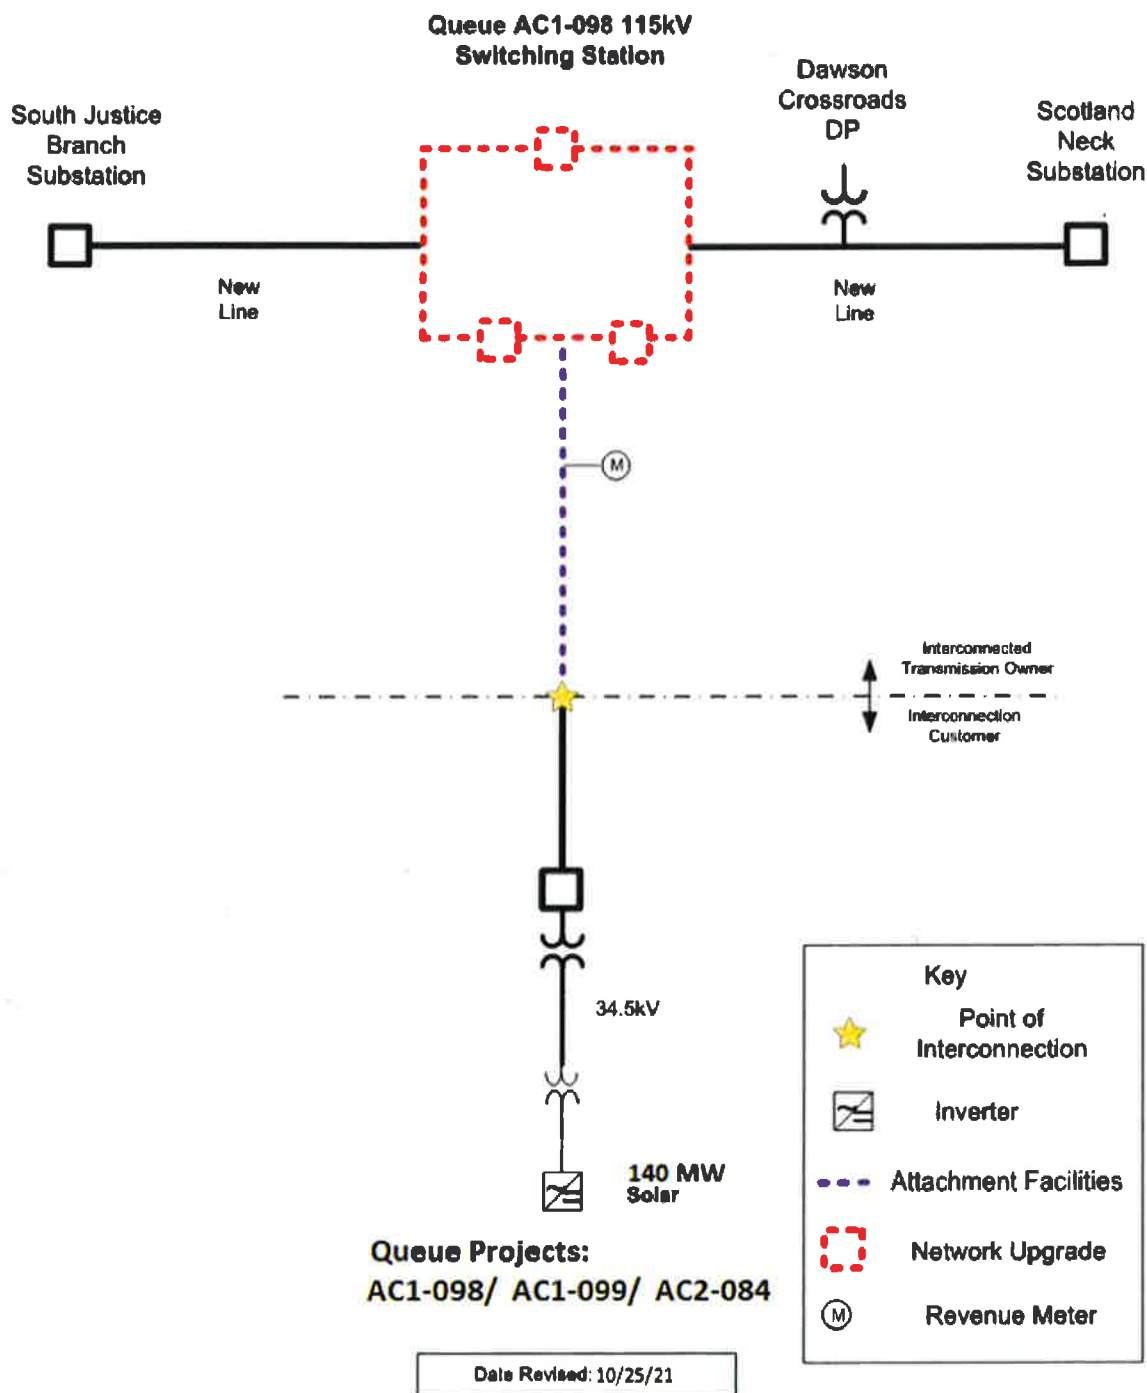 Queue AC1-098 115kV
Switching Station
South Justice
Branch
Substation
Dawson
Crossroads
DP
Scotland
Neck
Substation
New
Line
New
Line
M
Interconnected
Transmission Owner
Interconnection
Customer
34.5kV
140 MW
Solar
Queue Projects:
AC1-098/ AC1-099/ AC2-084
Key
Point of
Interconnection
Inverter
Attachment Facilities
Network Upgrade
M
Revenue Meter
Date Revised: 10/25/21